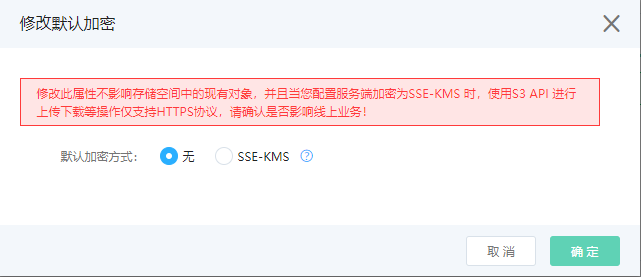 修改默认加密
修改此属性不影响存储空间中的现有对象，并且当您配置服务端加密为SSE-KMS 时，使用S3 API 进行
上传下载等操作仅支持HTTPS协议，请确认是否影响线上业务！
默认加密方式： 无 SSE-KMS ?
取消 确定